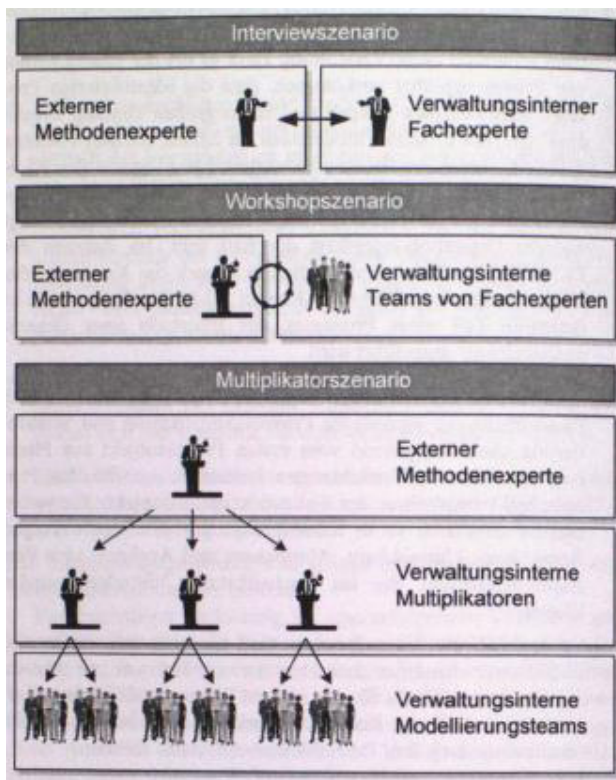 Interviewszenario
Externer
Methodenexperte
Verwaltungsinterner
Fachexperte
Workshopszenario
Externer
Methodenexperte
Verwaltungsinterne
Teams von Fachexperten
Multiplikatorszenario
Externer
Methodenexperte
Verwaltungsinterne
Multiplikatoren
Verwaltungsinterne
Modellierungsteams